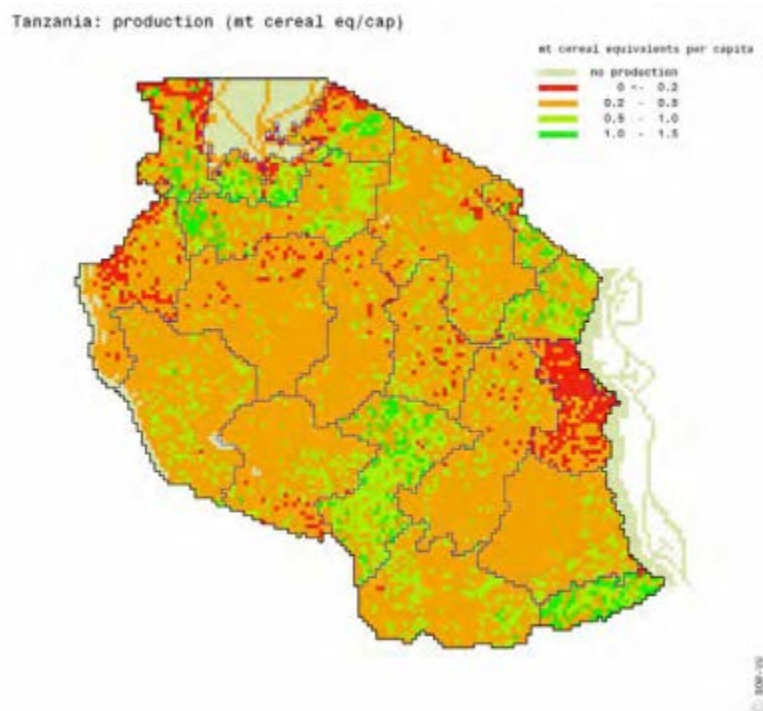 Tanzania: production (mt cereal eq/cap)
mt cereal equivalents per capita
no production
0 <- 0.2
0.2 - 0.5
0.5 - 1.0
1.0 - 1.5